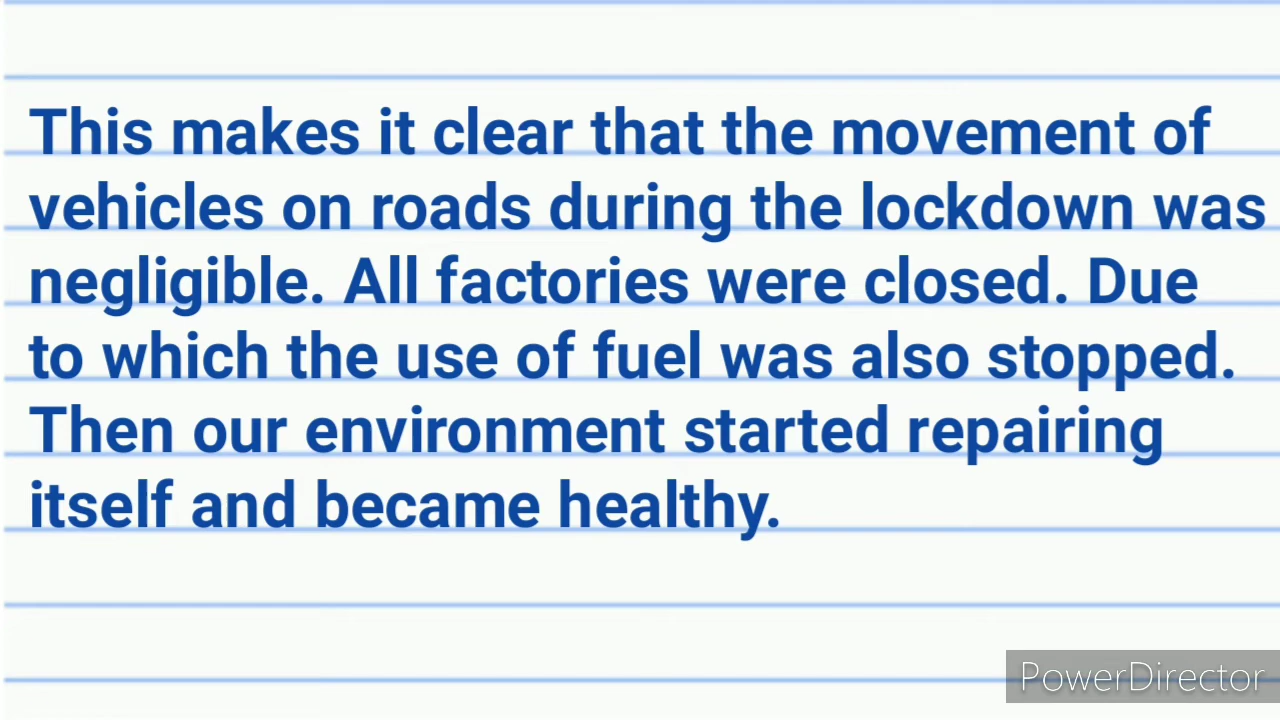 This makes it clear that the movement of
vehicles on roads during the lockdown was
negligible. All factories were closed. Due
to which the use of fuel was also stopped.
Then our environment started repairing
itself and became healthy.
PowerDirector